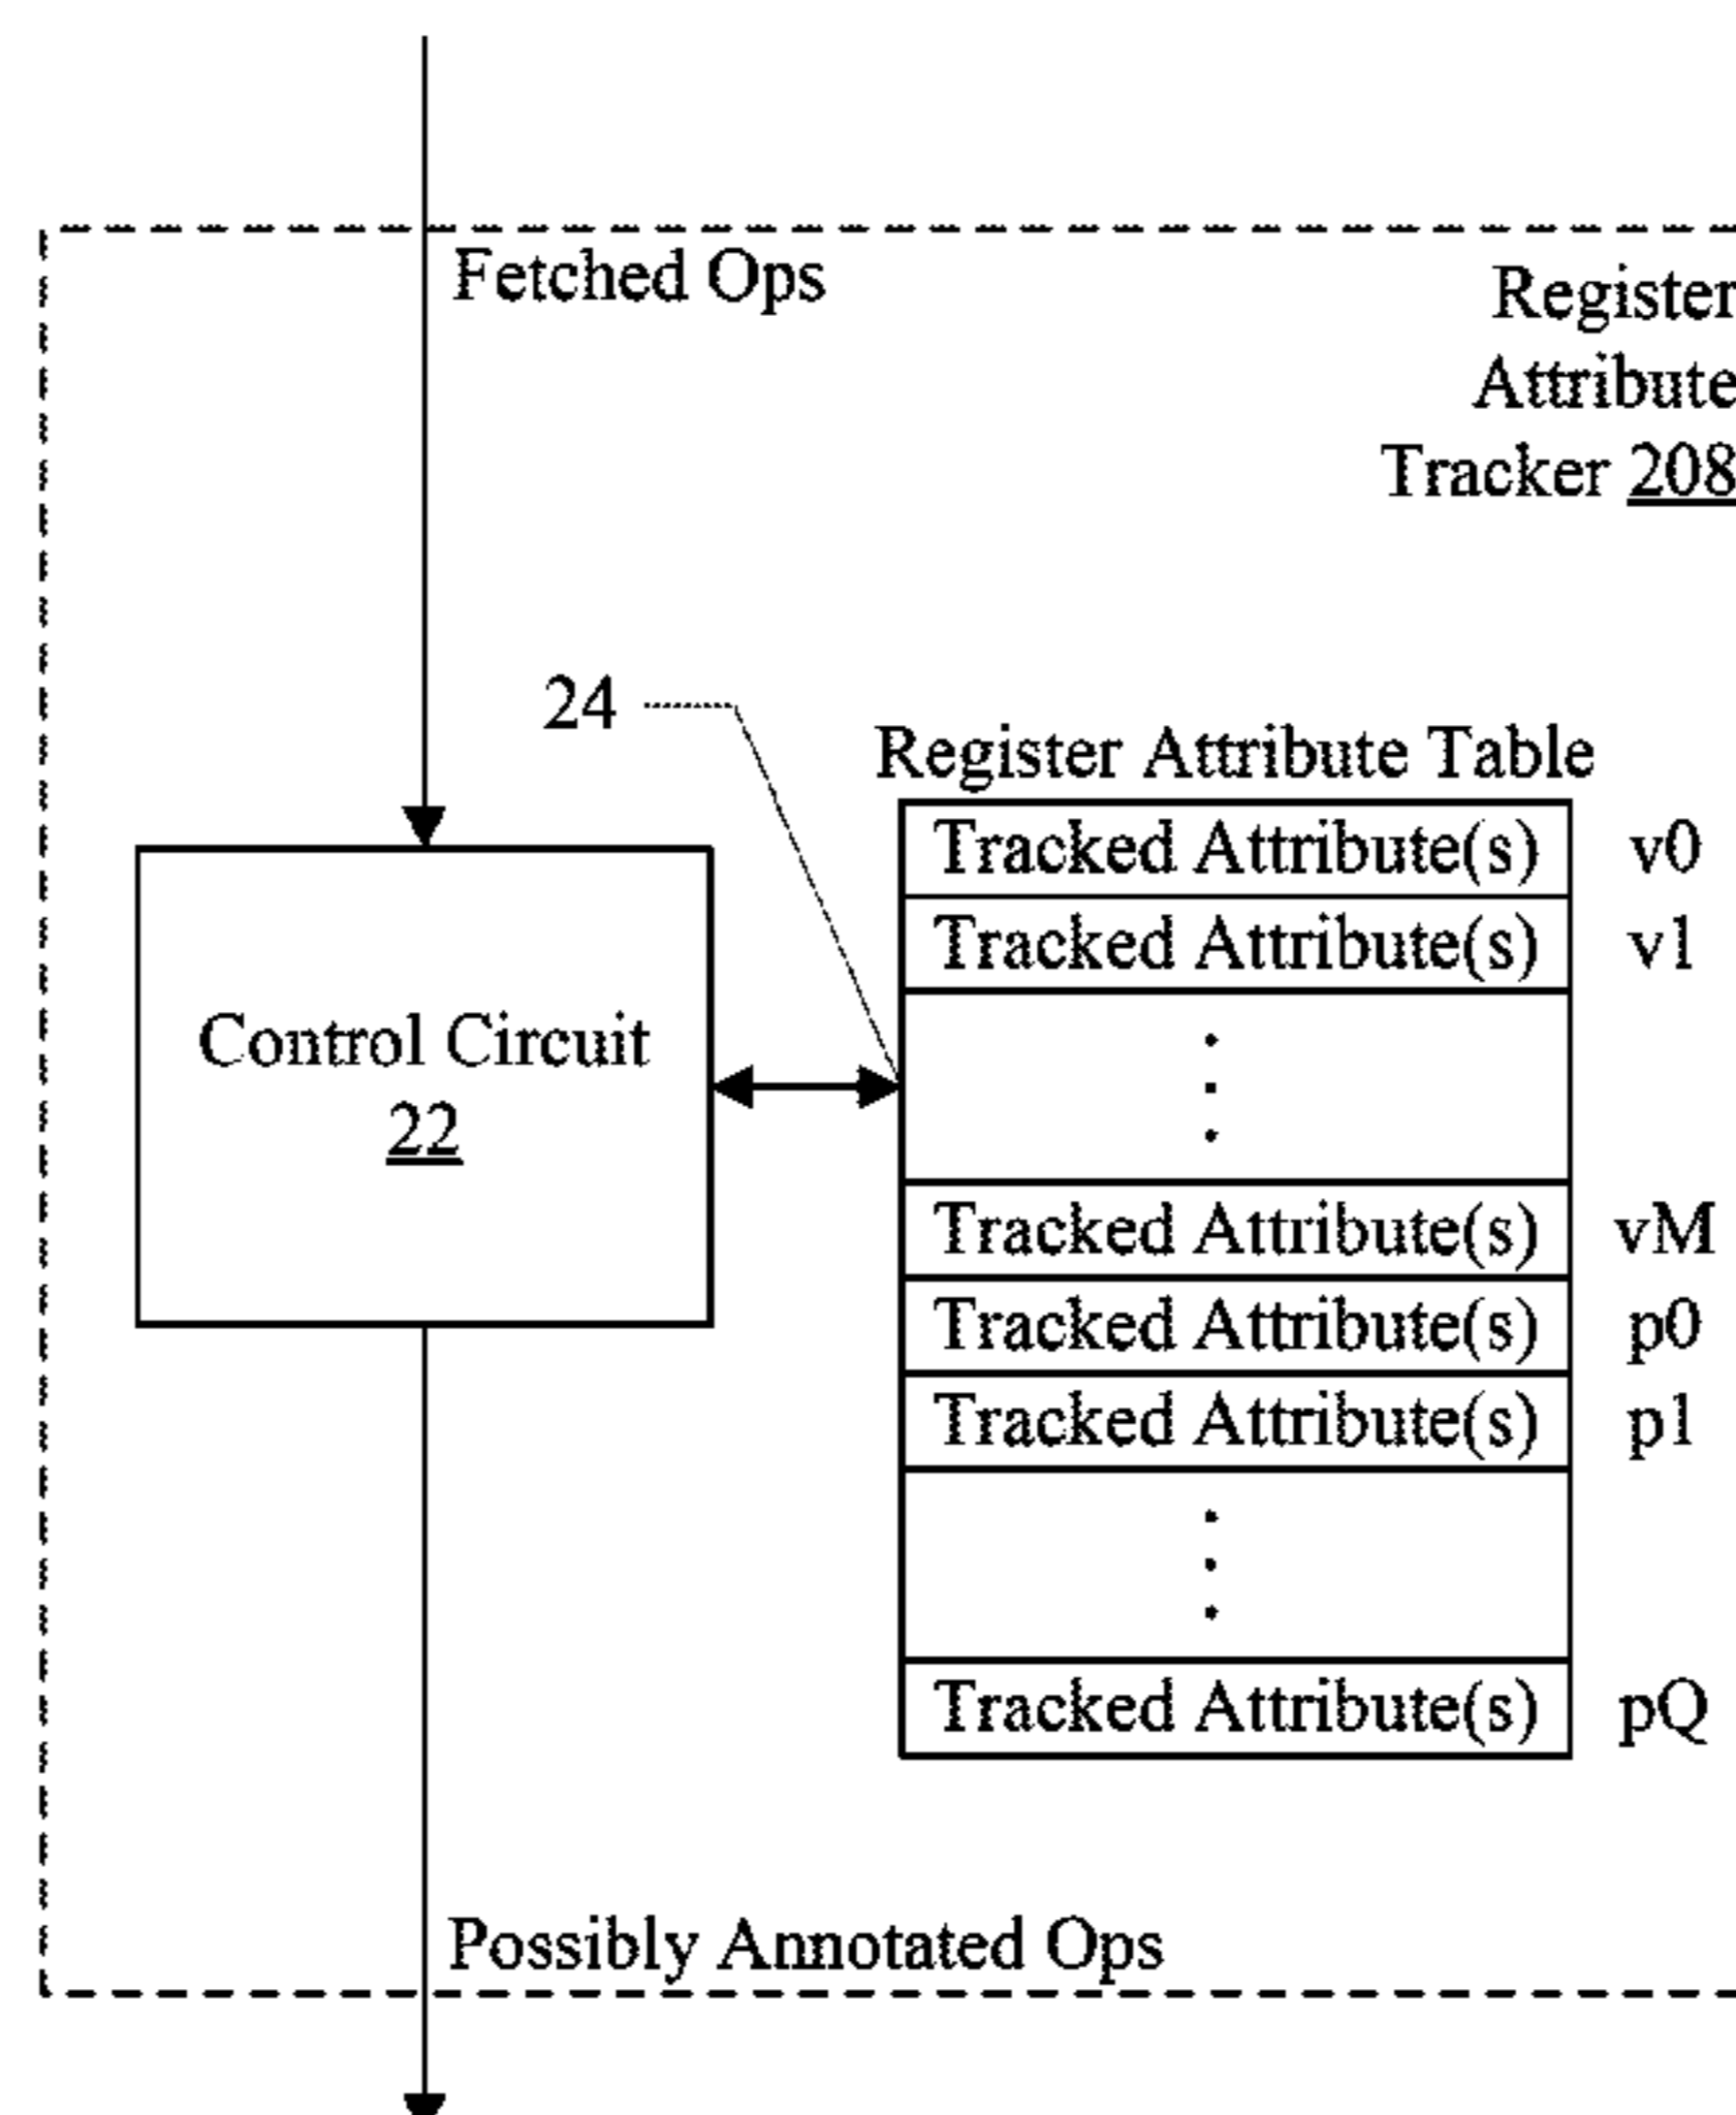 Fetched Ops
Register
Attribute
Tracker 208
24
Register Attribute Table
Tracked Attribute(s) v0
Tracked Attribute(s) v1
Control Circuit
22
Tracked Attribute(s) vM
Tracked Attribute(s) p0
Tracked Attribute(s) p1
Tracked Attribute(s) pQ
Possibly Annotated Ops